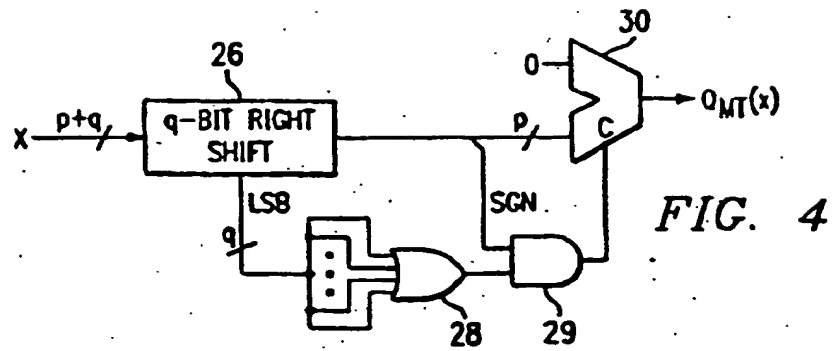 30
26
0
X
p+q
q-BIT RIGHT
SHIFT
p
C
Q_MT(x)
LSB
SGN
q
28
29
FIG. 4